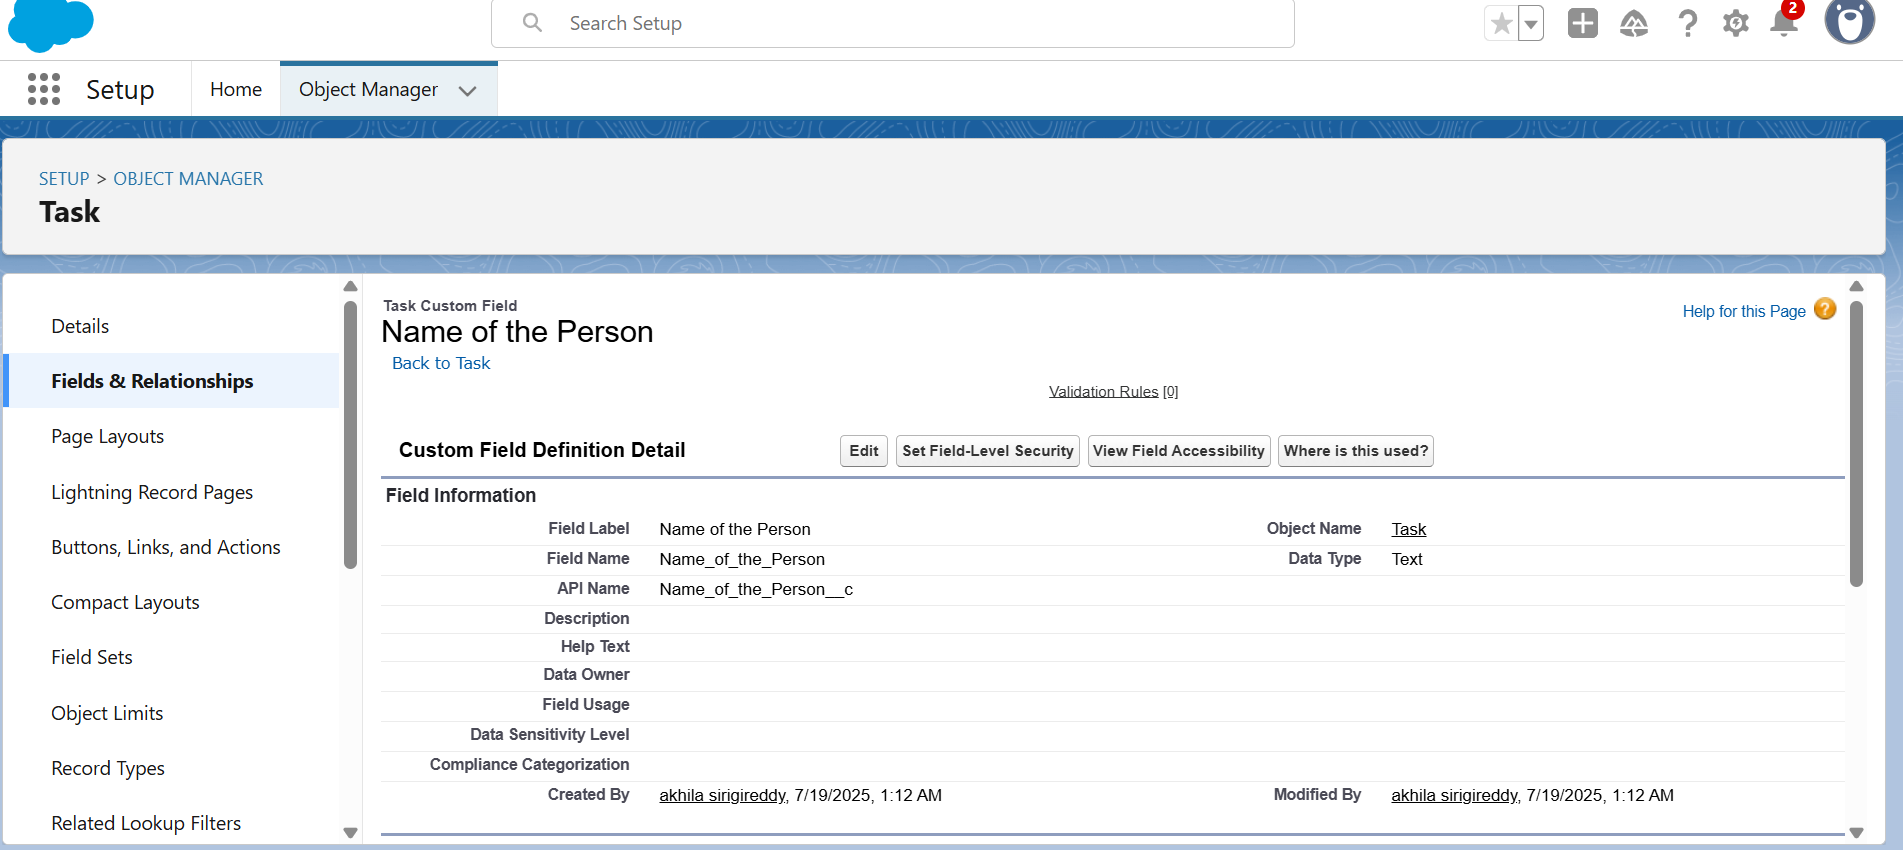 Search Setup
2
Setup
Home
Object Manager
SETUP > OBJECT MANAGER
Task
Details
Fields & Relationships
Page Layouts
Lightning Record Pages
Buttons, Links, and Actions
Compact Layouts
Field Sets
Object Limits
Record Types
Related Lookup Filters
Task Custom Field
Name of the Person
Back to Task
Help for this Page ?
Validation Rules [0]
Custom Field Definition Detail
Edit
Set Field-Level Security
View Field Accessibility
Where is this used?
Field Information
Field Label Name of the Person Object Name Task
Field Name Name_of_the_Person Data Type Text
API Name Name_of_the_Person__c
Description
Help Text
Data Owner
Field Usage
Data Sensitivity Level
Compliance Categorization
Created By akhila sirigireddy, 7/19/2025, 1:12 AM Modified By akhila sirigireddy, 7/19/2025, 1:12 AM